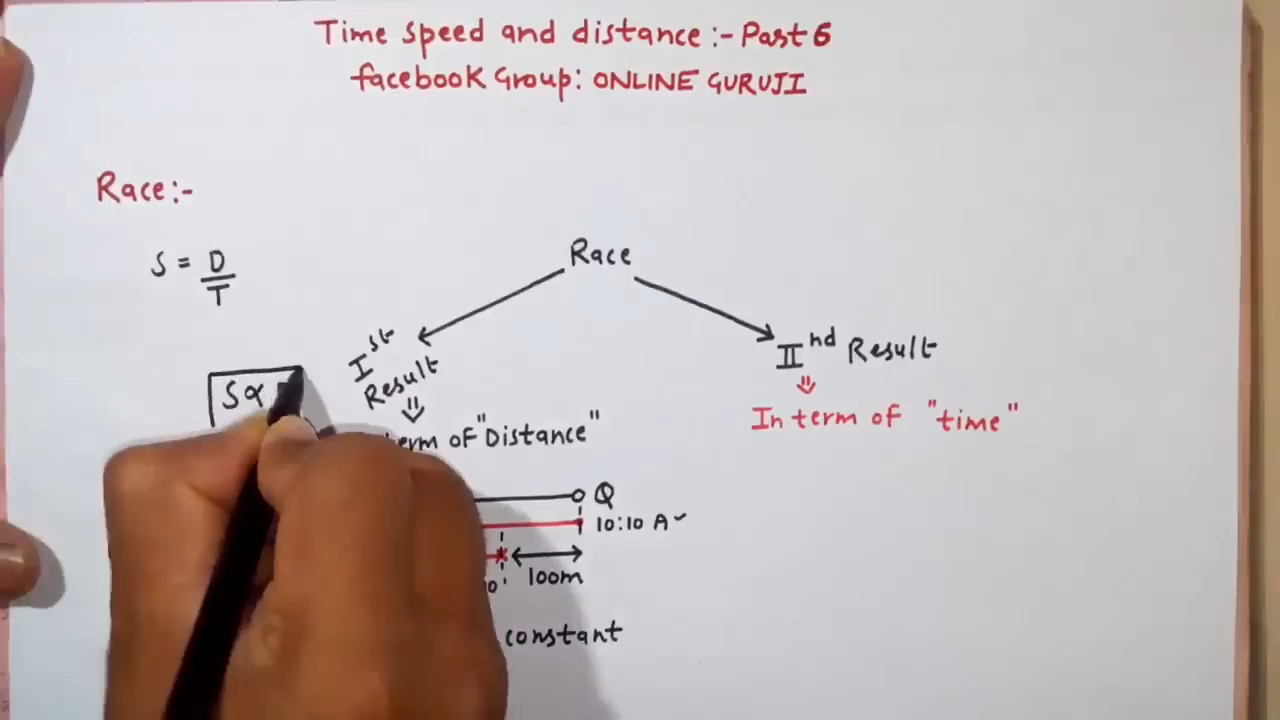 Time speed and distance :- Part 6
facebook Group: ONLINE GURUJI
Race:-
Race
S = D/T
Ist Result
IInd Result
⇓
⇓
S ∝
term of "Distance"
In term of "time"
Q
10:10 A
100m
constant